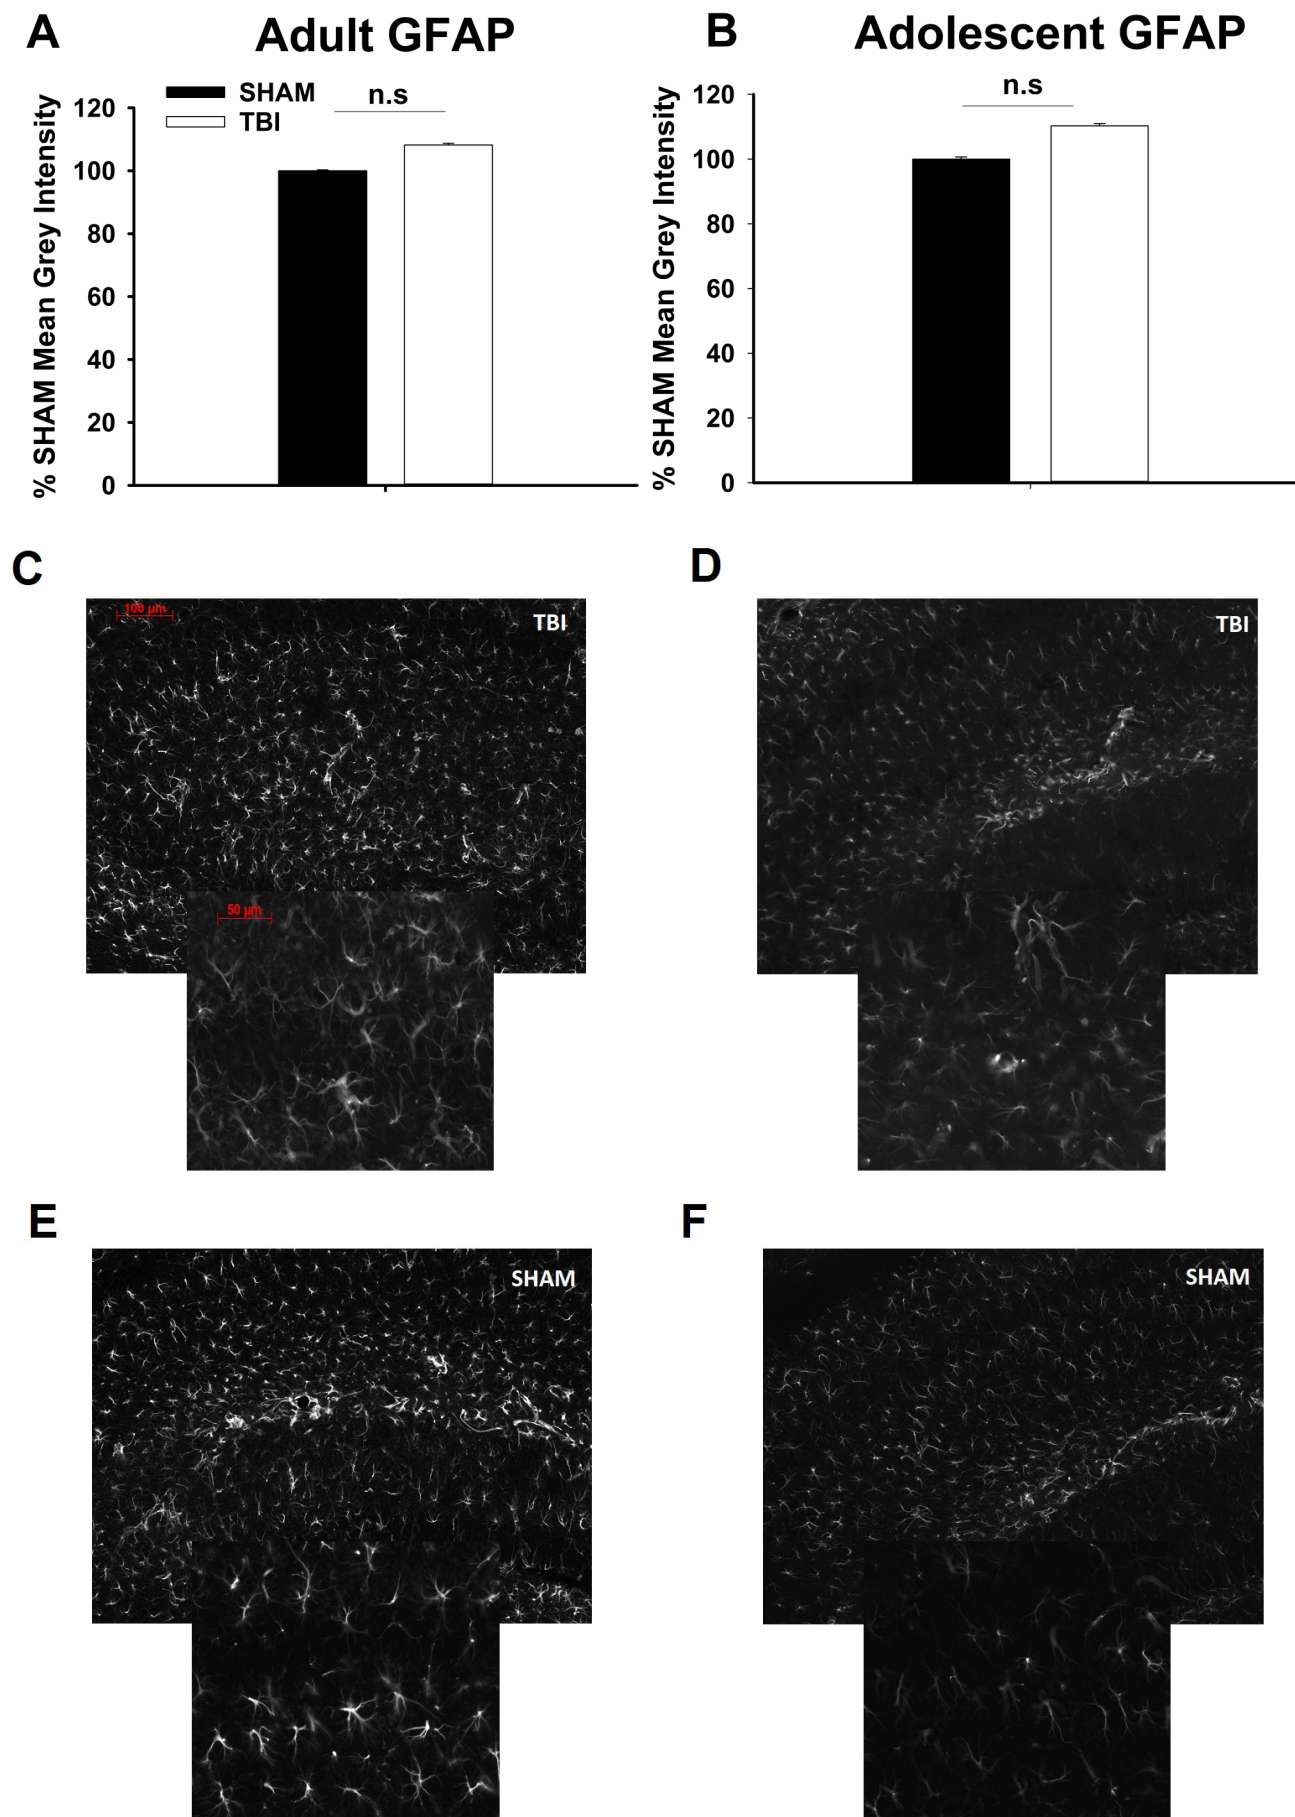 A
Adult GFAP
% SHAM Mean Grey Intensity
120
100
80
60
40
20
0
SHAM
TBI
n.s
B
Adolescent GFAP
% SHAM Mean Grey Intensity
120
100
80
60
40
20
0
n.s
C
100 µm
TBI
50 µm
D
TBI
E
SHAM
F
SHAM